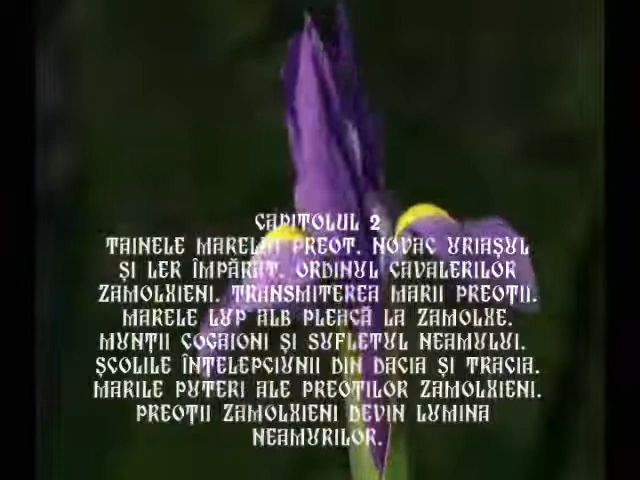 CAPITOLUL 2
TAINELE MARELUI PREOT. NOVAC URIAȘUL
ȘI LER ÎMPĂRAT. ORDINUL CAVALERILOR
ZAMOLXIENI. TRANSMITEREA MARII PREOȚII.
MARELE LUP ALB PLEACĂ LA ZAMOLXE.
MUNȚII COGAIONI ȘI SUFLETUL NEAMULUI.
ȘCOLILE ÎNȚELEPCIUNII DIN DACIA ȘI TRACIA.
MARILE PUTERI ALE PREOȚILOR ZAMOLXIENI.
PREOȚII ZAMOLXIENI DEVIN LUMINA
NEAMURILOR.